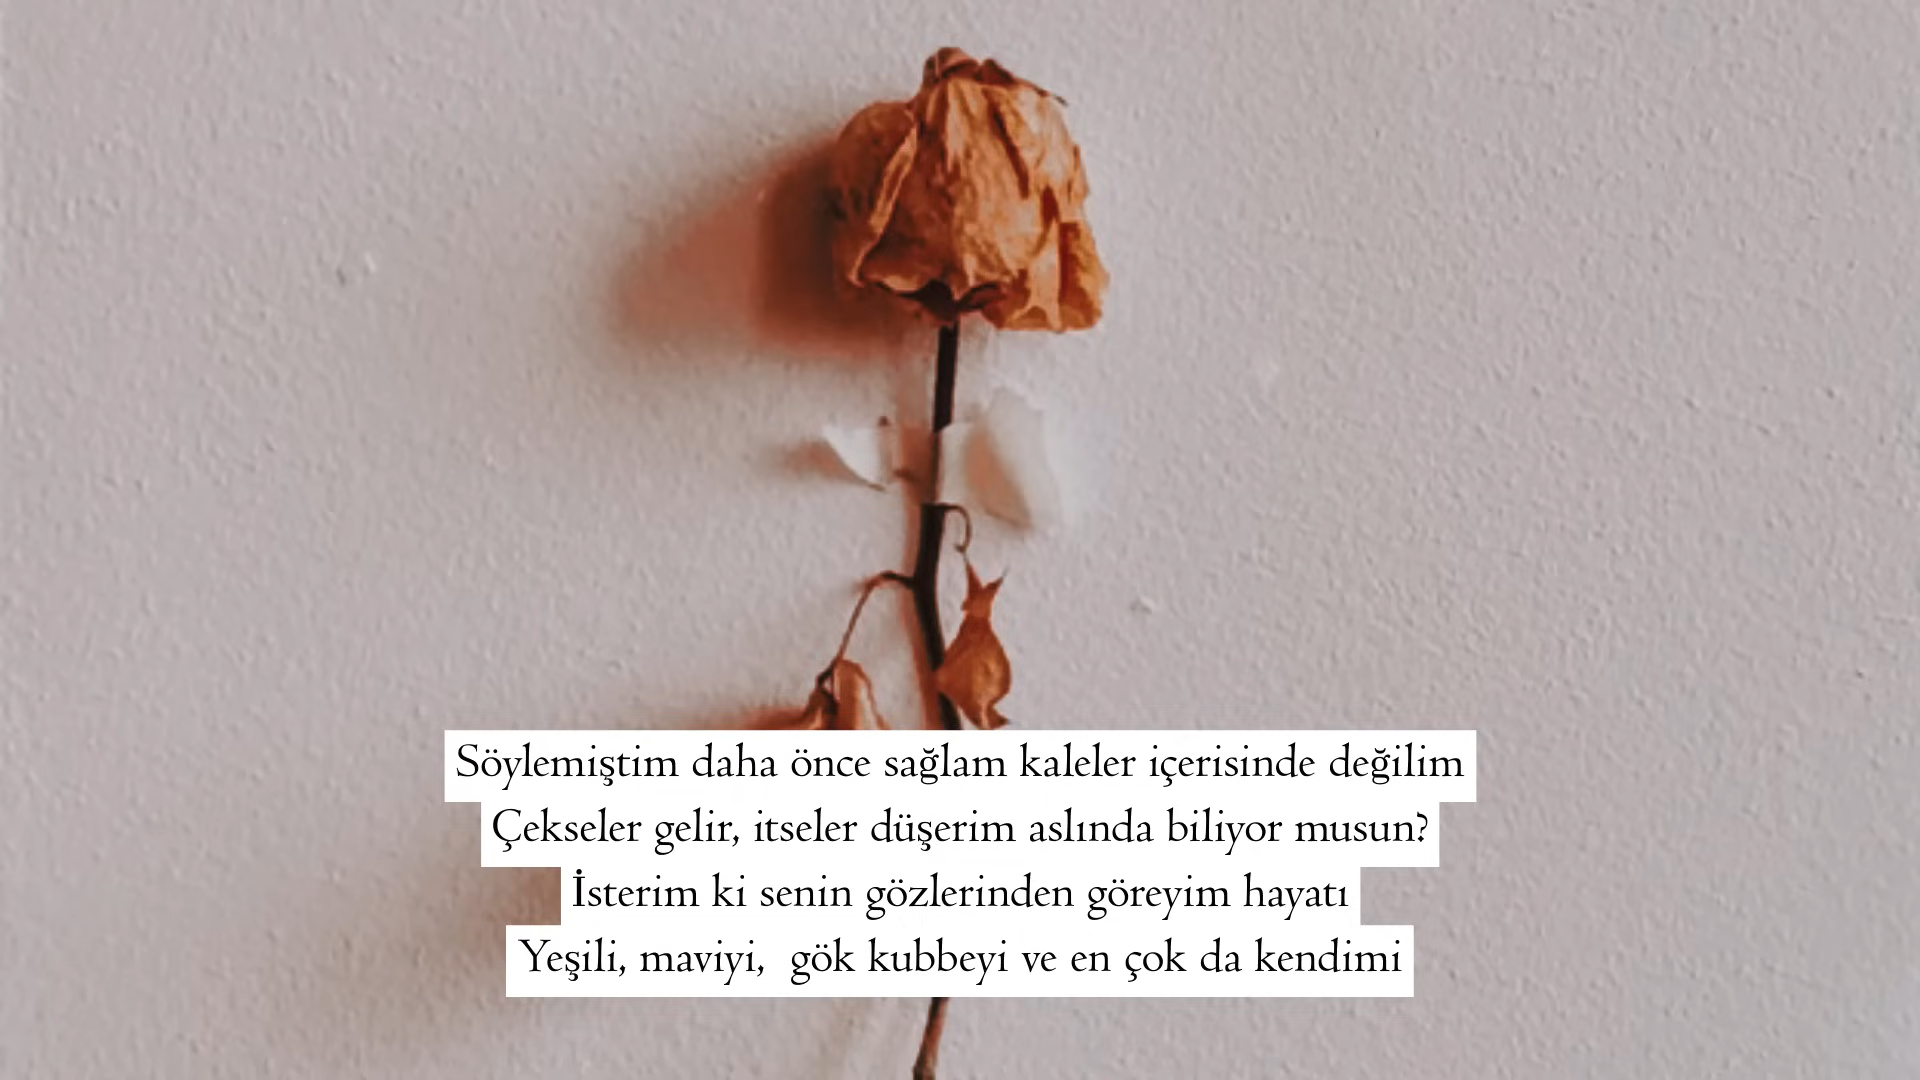 Söylemiştim daha önce sağlam kaleler içerisinde değilim
Çekseler gelir, itseler düşerim aslında biliyor musun?
İsterim ki senin gözlerinden göreyim hayatı
Yeşili, maviyi,  gök kubbeyi ve en çok da kendimi